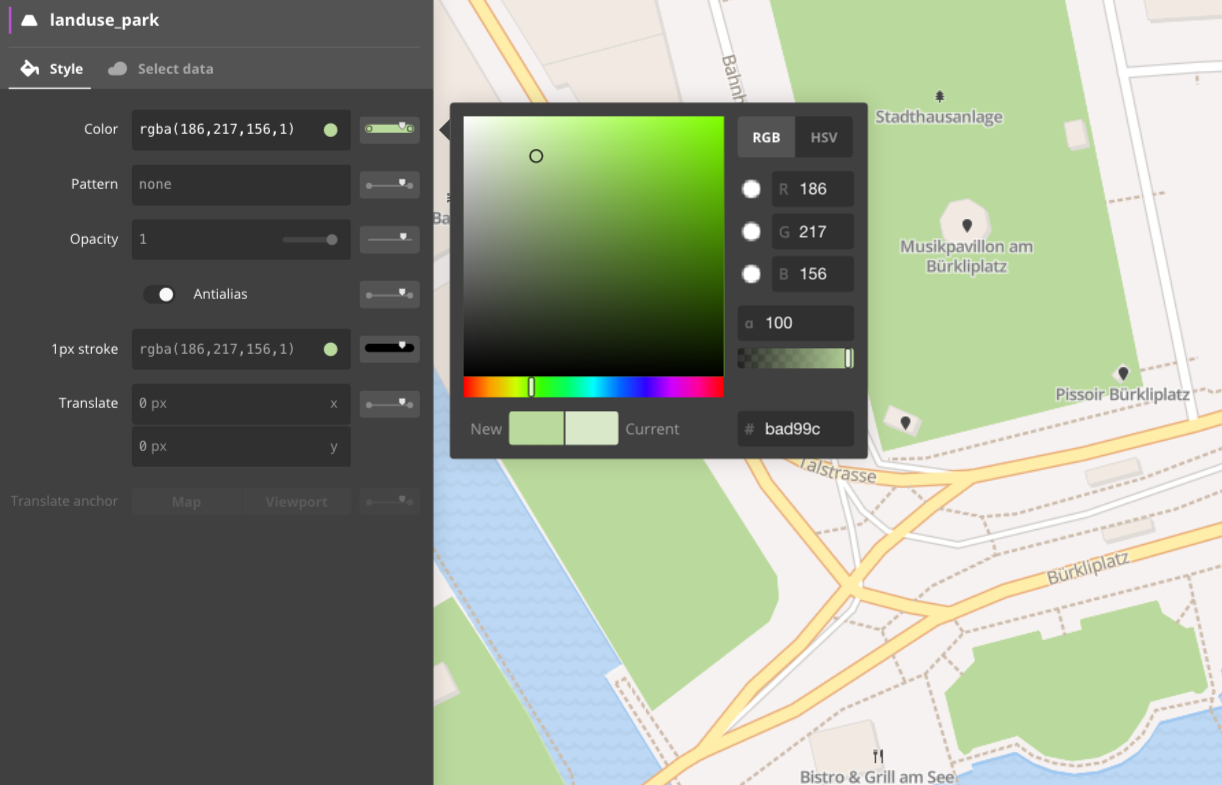 landuse_park
Style
Select data
Color
rgba(186,217,156,1)
Pattern
none
Opacity
1
Antialias
1px stroke
rgba(186,217,156,1)
Translate
0 px
x
0 px
y
Translate anchor
Map
Viewport
RGB
HSV
R 186
G 217
B 156
α 100
New
Current
# bad99c
Bahnh
Ba
Stadthausanlage
Musikpavillon am
Bürkliplatz
Pissoir Bürkliplatz
Talstrasse
Bürkliplatz
Bistro & Grill am See